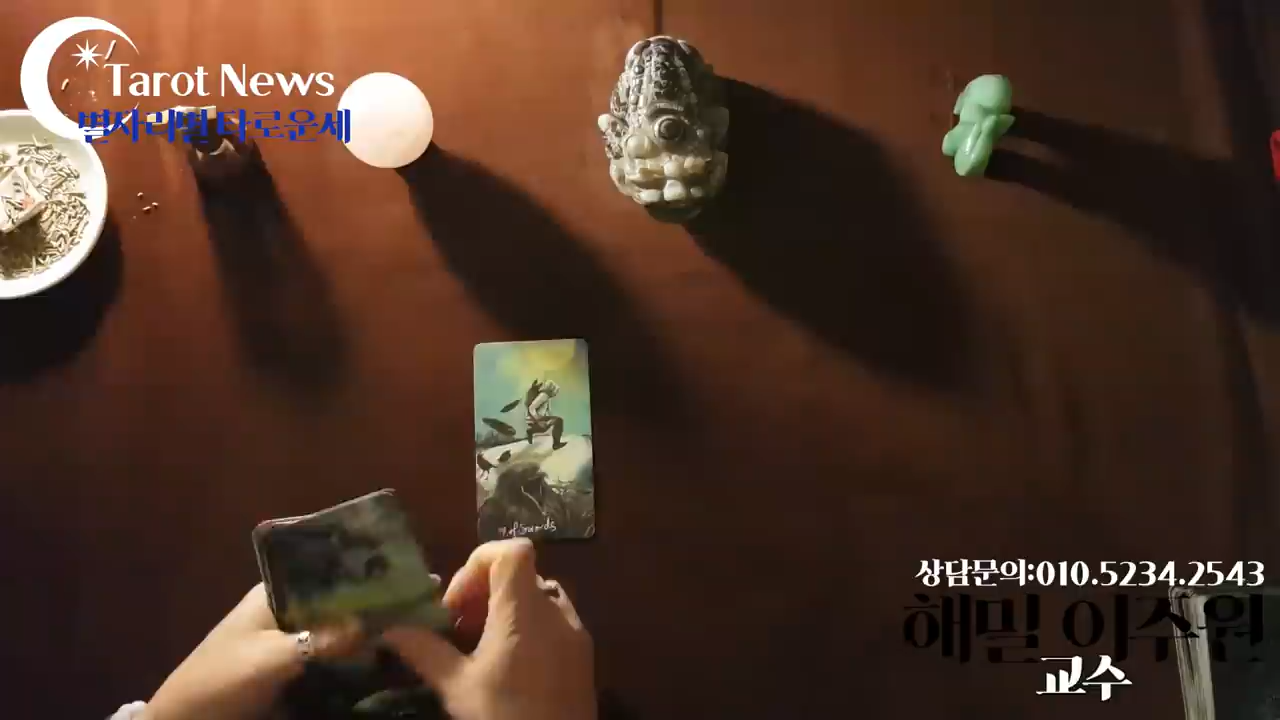 Tarot News
별자리별 타로운세
of Swords
상담문의:010.5234.2543
해밀 이주원
교수